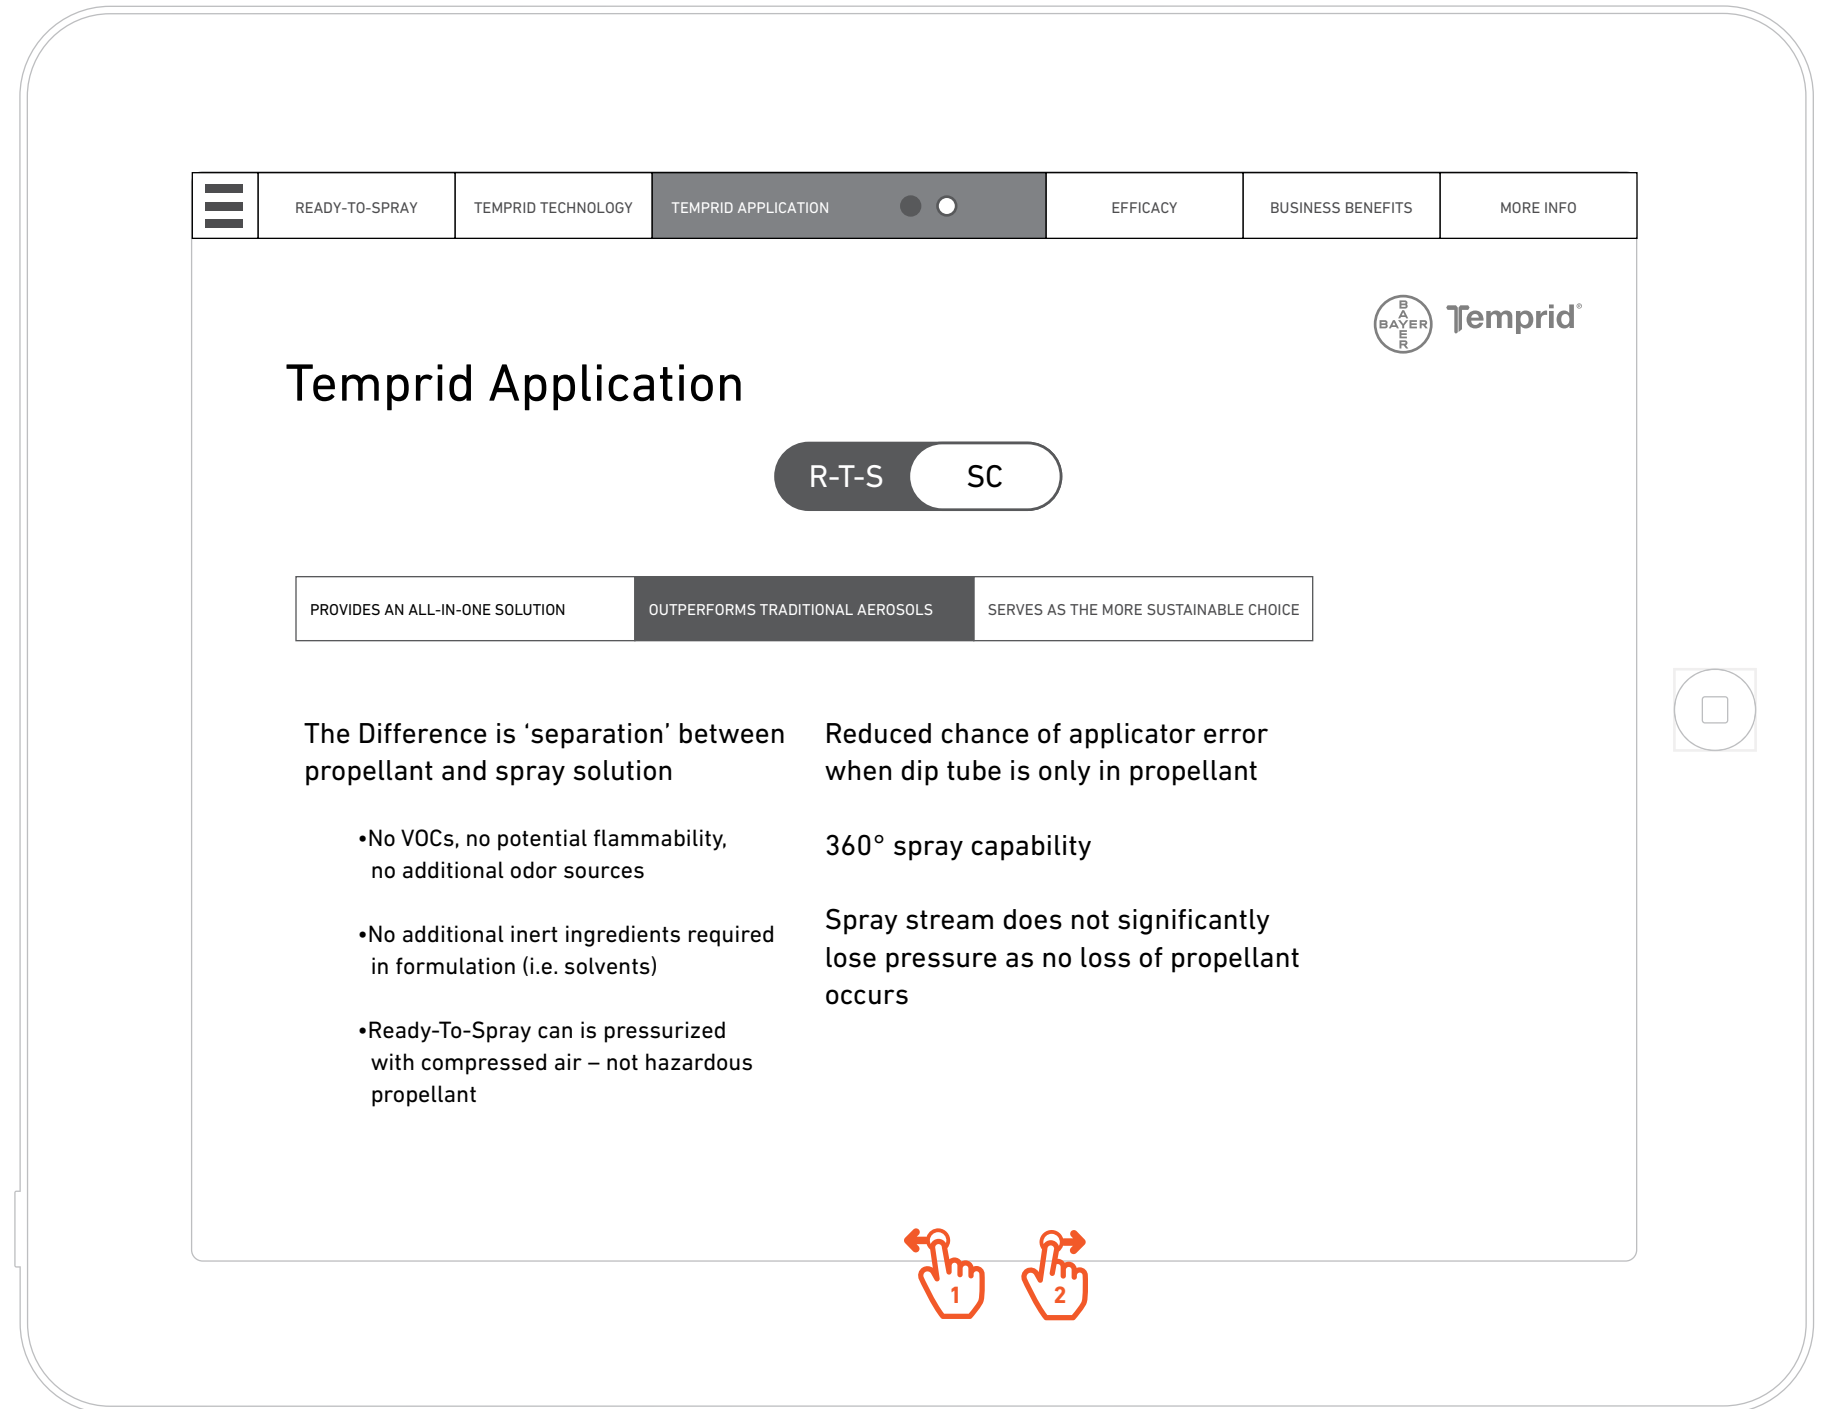 READY-TO-SPRAY
TEMPRID TECHNOLOGY
TEMPRID APPLICATION
EFFICACY
BUSINESS BENEFITS
MORE INFO
BAYER
BAYER
Temprid®
Temprid Application
R-T-S
SC
PROVIDES AN ALL-IN-ONE SOLUTION
OUTPERFORMS TRADITIONAL AEROSOLS
SERVES AS THE MORE SUSTAINABLE CHOICE
The Difference is ‘separation’ between
propellant and spray solution
•No VOCs, no potential flammability,
no additional odor sources
•No additional inert ingredients required
in formulation (i.e. solvents)
•Ready-To-Spray can is pressurized
with compressed air – not hazardous
propellant
Reduced chance of applicator error
when dip tube is only in propellant
360° spray capability
Spray stream does not significantly
lose pressure as no loss of propellant
occurs
1
2